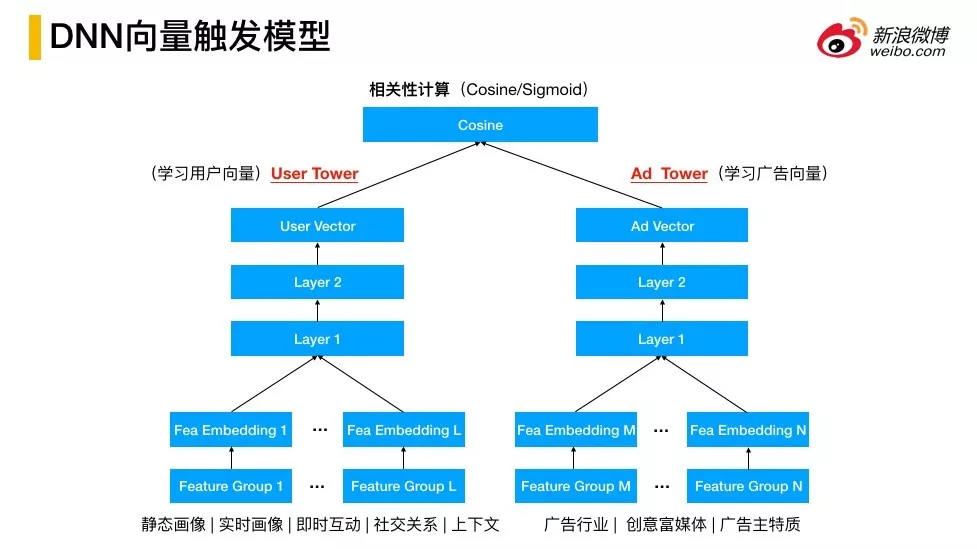 DNN向量触发模型
新浪微博
weibo.com
相关性计算（Cosine/Sigmoid）
Cosine
（学习用户向量）User Tower
Ad Tower（学习广告向量）
User Vector
Ad Vector
Layer 2
Layer 2
Layer 1
Layer 1
Fea Embedding 1 ··· Fea Embedding L
Fea Embedding M ··· Fea Embedding N
Feature Group 1 ··· Feature Group L
Feature Group M ··· Feature Group N
静态画像 | 实时画像 | 即时互动 | 社交关系 | 上下文
广告行业 | 创意富媒体 | 广告主特质